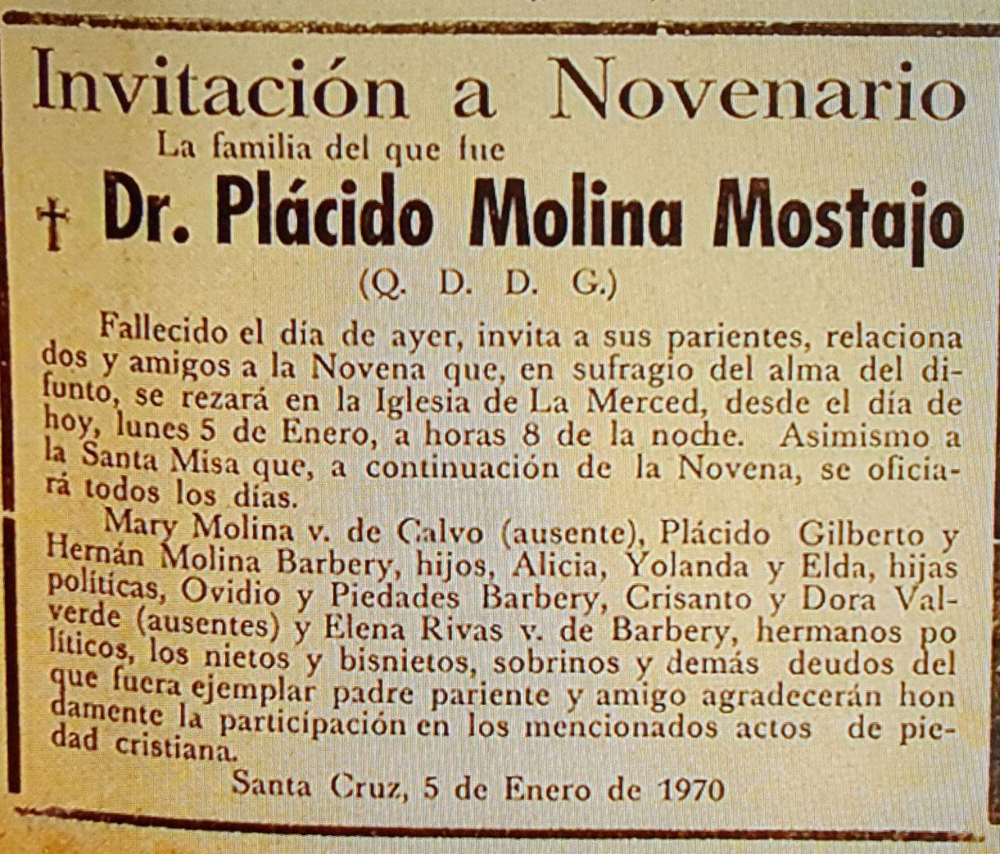 Invitación a Novenario
La familia del que fue
† Dr. Plácido Molina Mostajo
(Q. D. D. G.)
Fallecido el día de ayer, invita a sus parientes, relaciona
dos y amigos a la Novena que, en sufragio del alma del di-
funto, se rezará en la Iglesia de La Merced, desde el día de
hoy, lunes 5 de Enero, a horas 8 de la noche. Asimismo a
la Santa Misa que, a continuación de la Novena, se oficia-
rá todos los días.
Mary Molina v. de Calvo (ausente), Plácido Gilberto y
Hernán Molina Barbery, hijos, Alicia, Yolanda y Elda, hijas
políticas, Ovidio y Piedades Barbery, Crisanto y Dora Val-
verde (ausentes) y Elena Rivas v. de Barbery, hermanos po
líticos, los nietos y bisnietos, sobrinos y demás deudos del
que fuera ejemplar padre pariente y amigo agradecerán hon
damente la participación en los mencionados actos de pie-
dad cristiana.
Santa Cruz, 5 de Enero de 1970